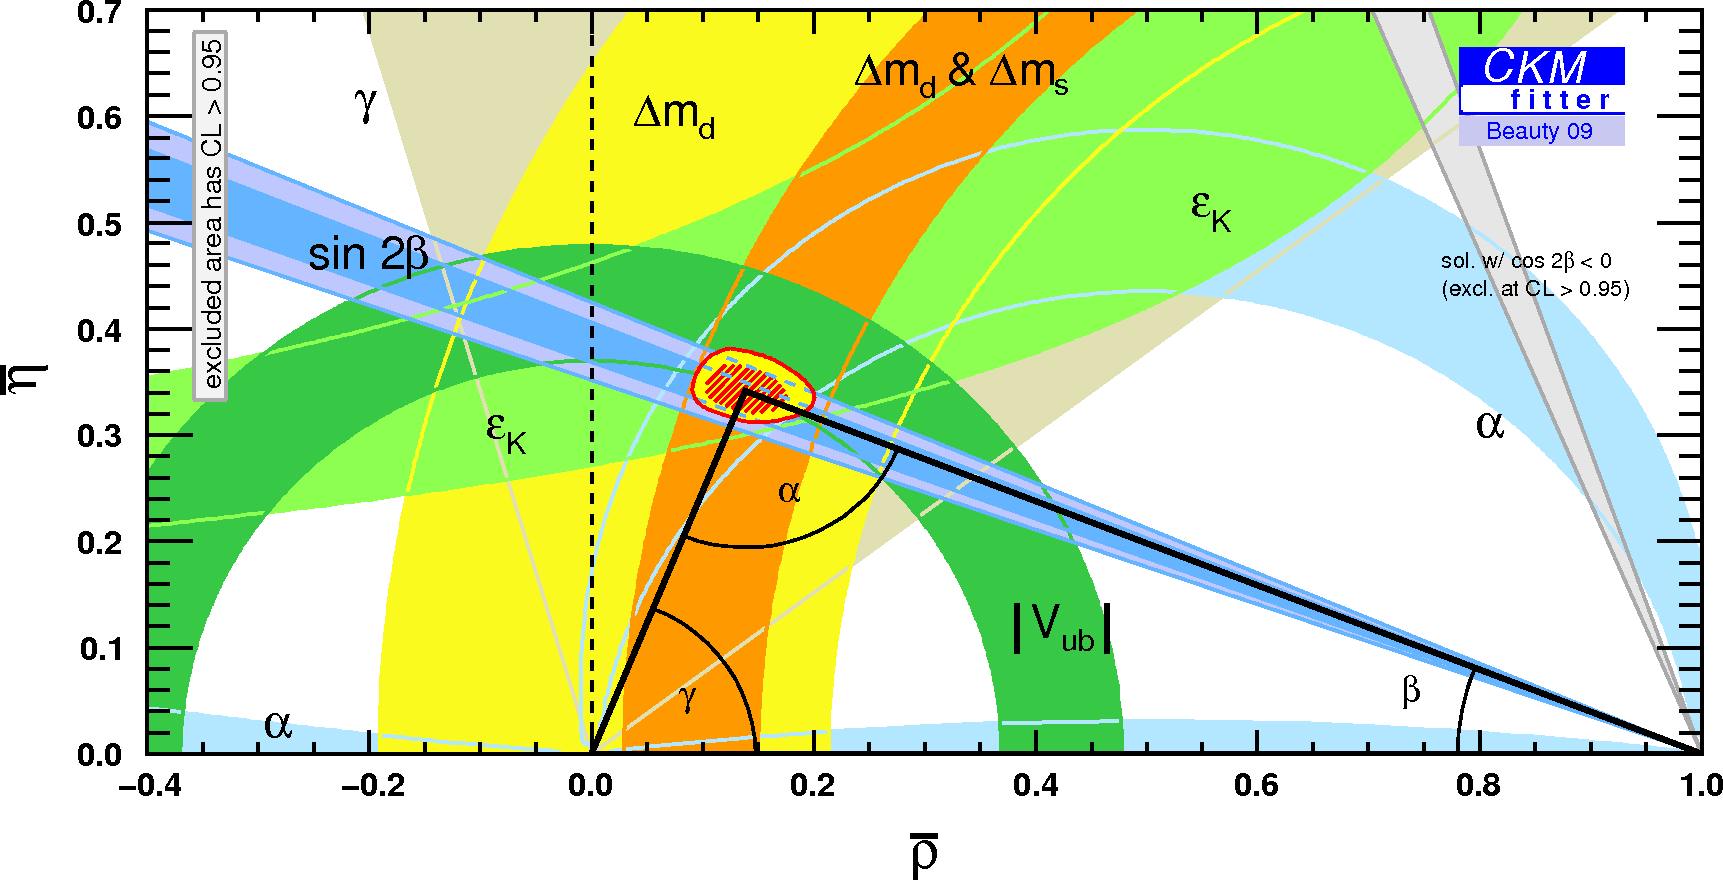 0.7
0.6
0.5
0.4
0.3
0.2
0.1
0.0
η̅
excluded area has CL > 0.95
γ
Δm_d
Δm_d & Δm_s
CKM
fitter
Beauty 09
ε_K
sin 2β
sol. w/ cos 2β < 0
(excl. at CL > 0.95)
ε_K
α
α
|V_ub|
γ
β
α
−0.4 −0.2 0.0 0.2 0.4 0.6 0.8 1.0
ρ̅